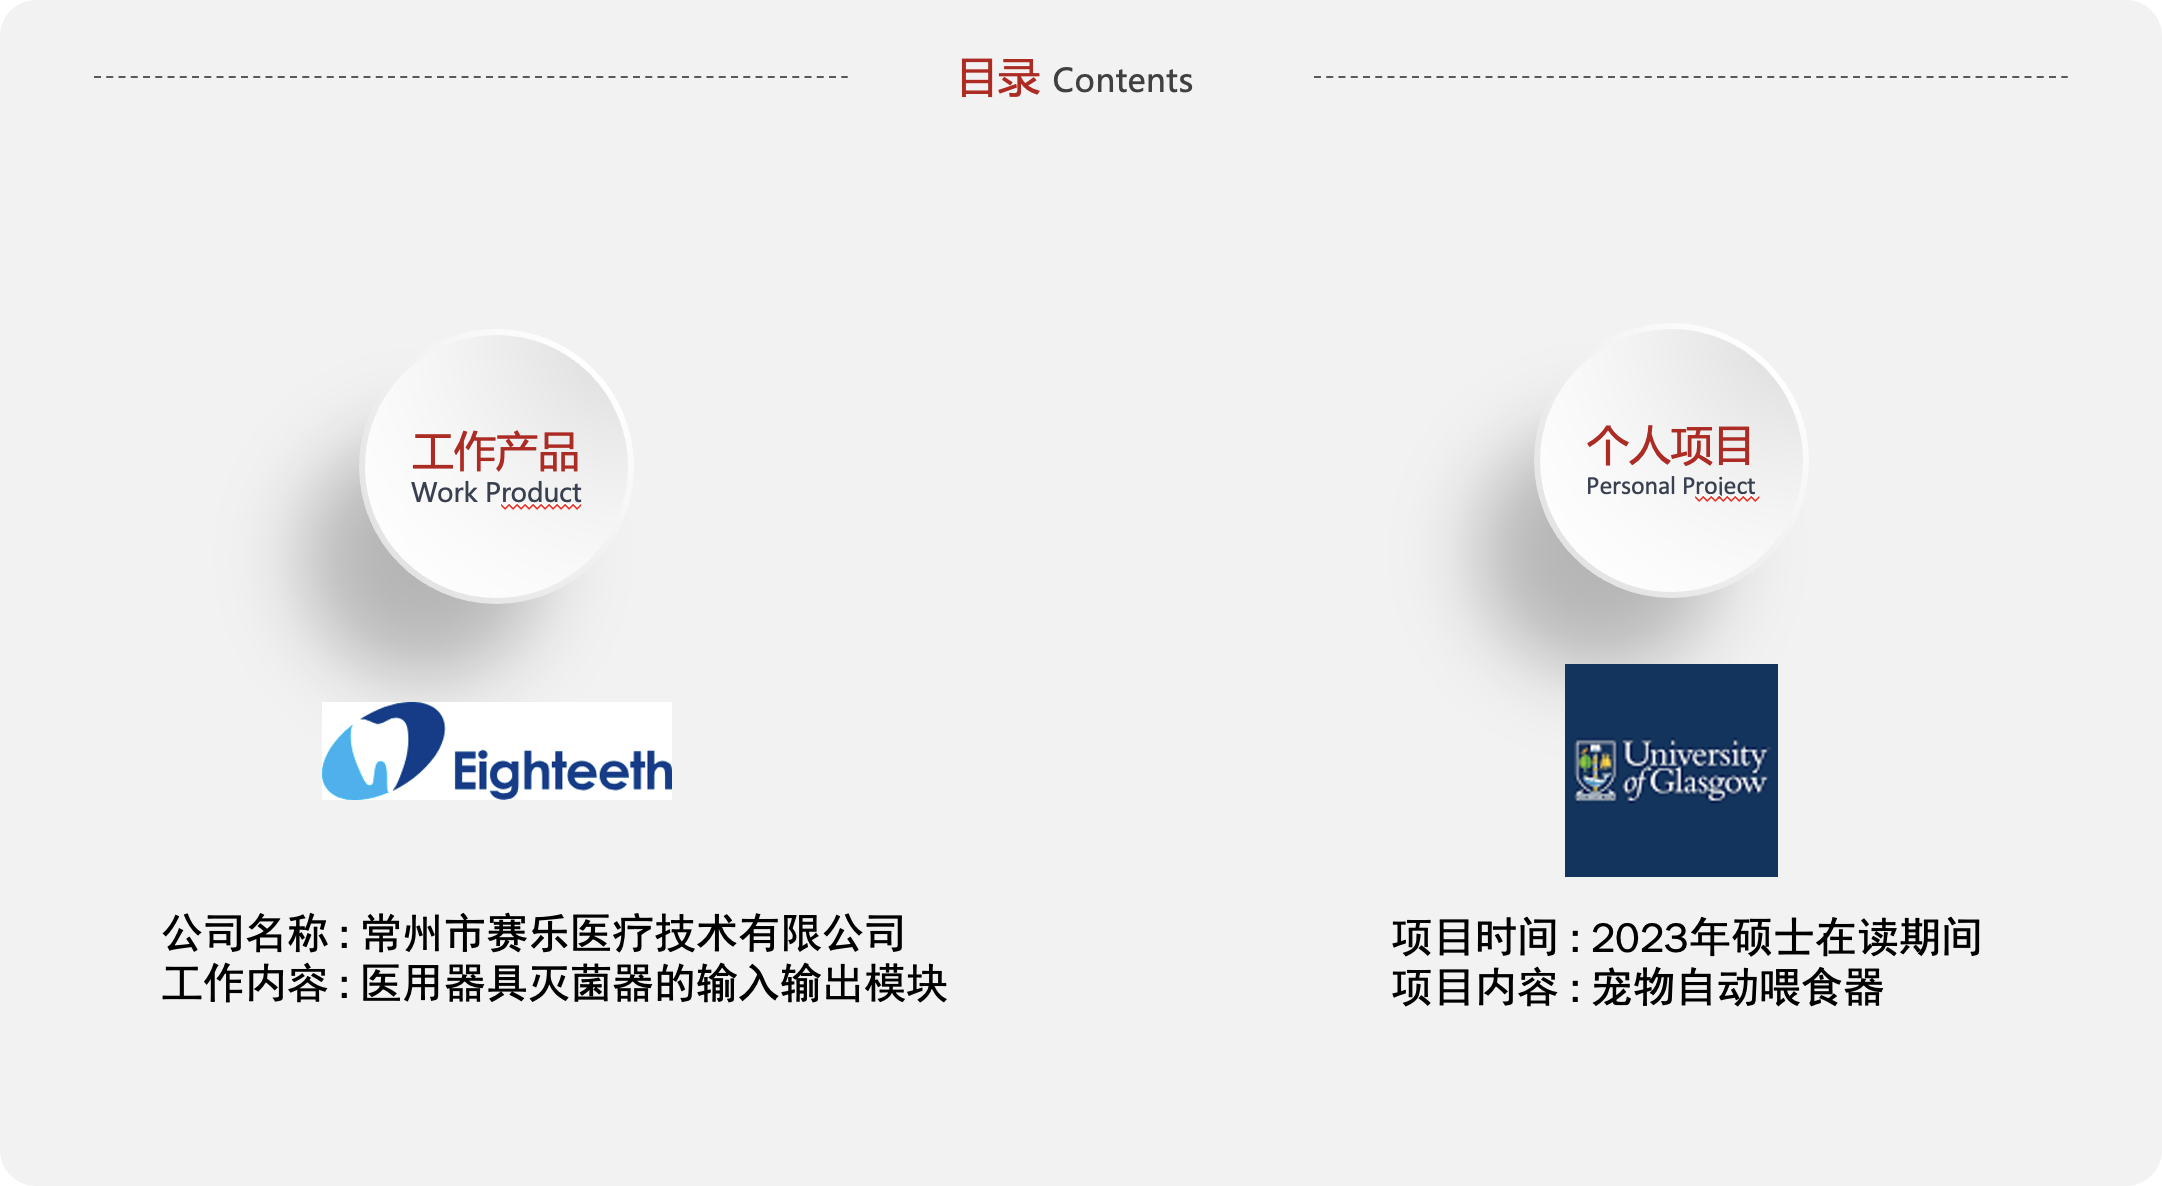 目录 Contents
工作产品
Work Product
Eighteeth
公司名称 : 常州市赛乐医疗技术有限公司
工作内容 : 医用器具灭菌器的输入输出模块
个人项目
Personal Project
University
of Glasgow
项目时间 : 2023年硕士在读期间
项目内容 : 宠物自动喂食器